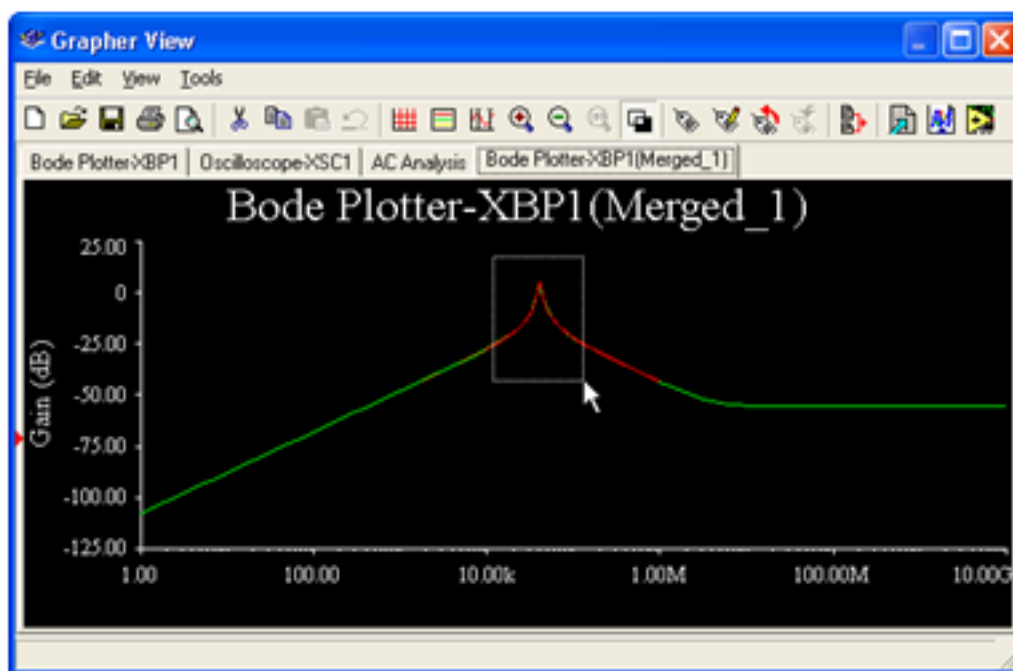 Grapher View
File Edit View Tools
Bode Plotter-XBP1 Oscilloscope-XSC1 AC Analysis Bode Plotter-XBP1(Merged_1)
Bode Plotter-XBP1(Merged_1)
25.00
0
-25.00
-50.00
-75.00
-100.00
-125.00
Gain (dB)
1.00 100.00 10.00k 1.00M 100.00M 10.00G